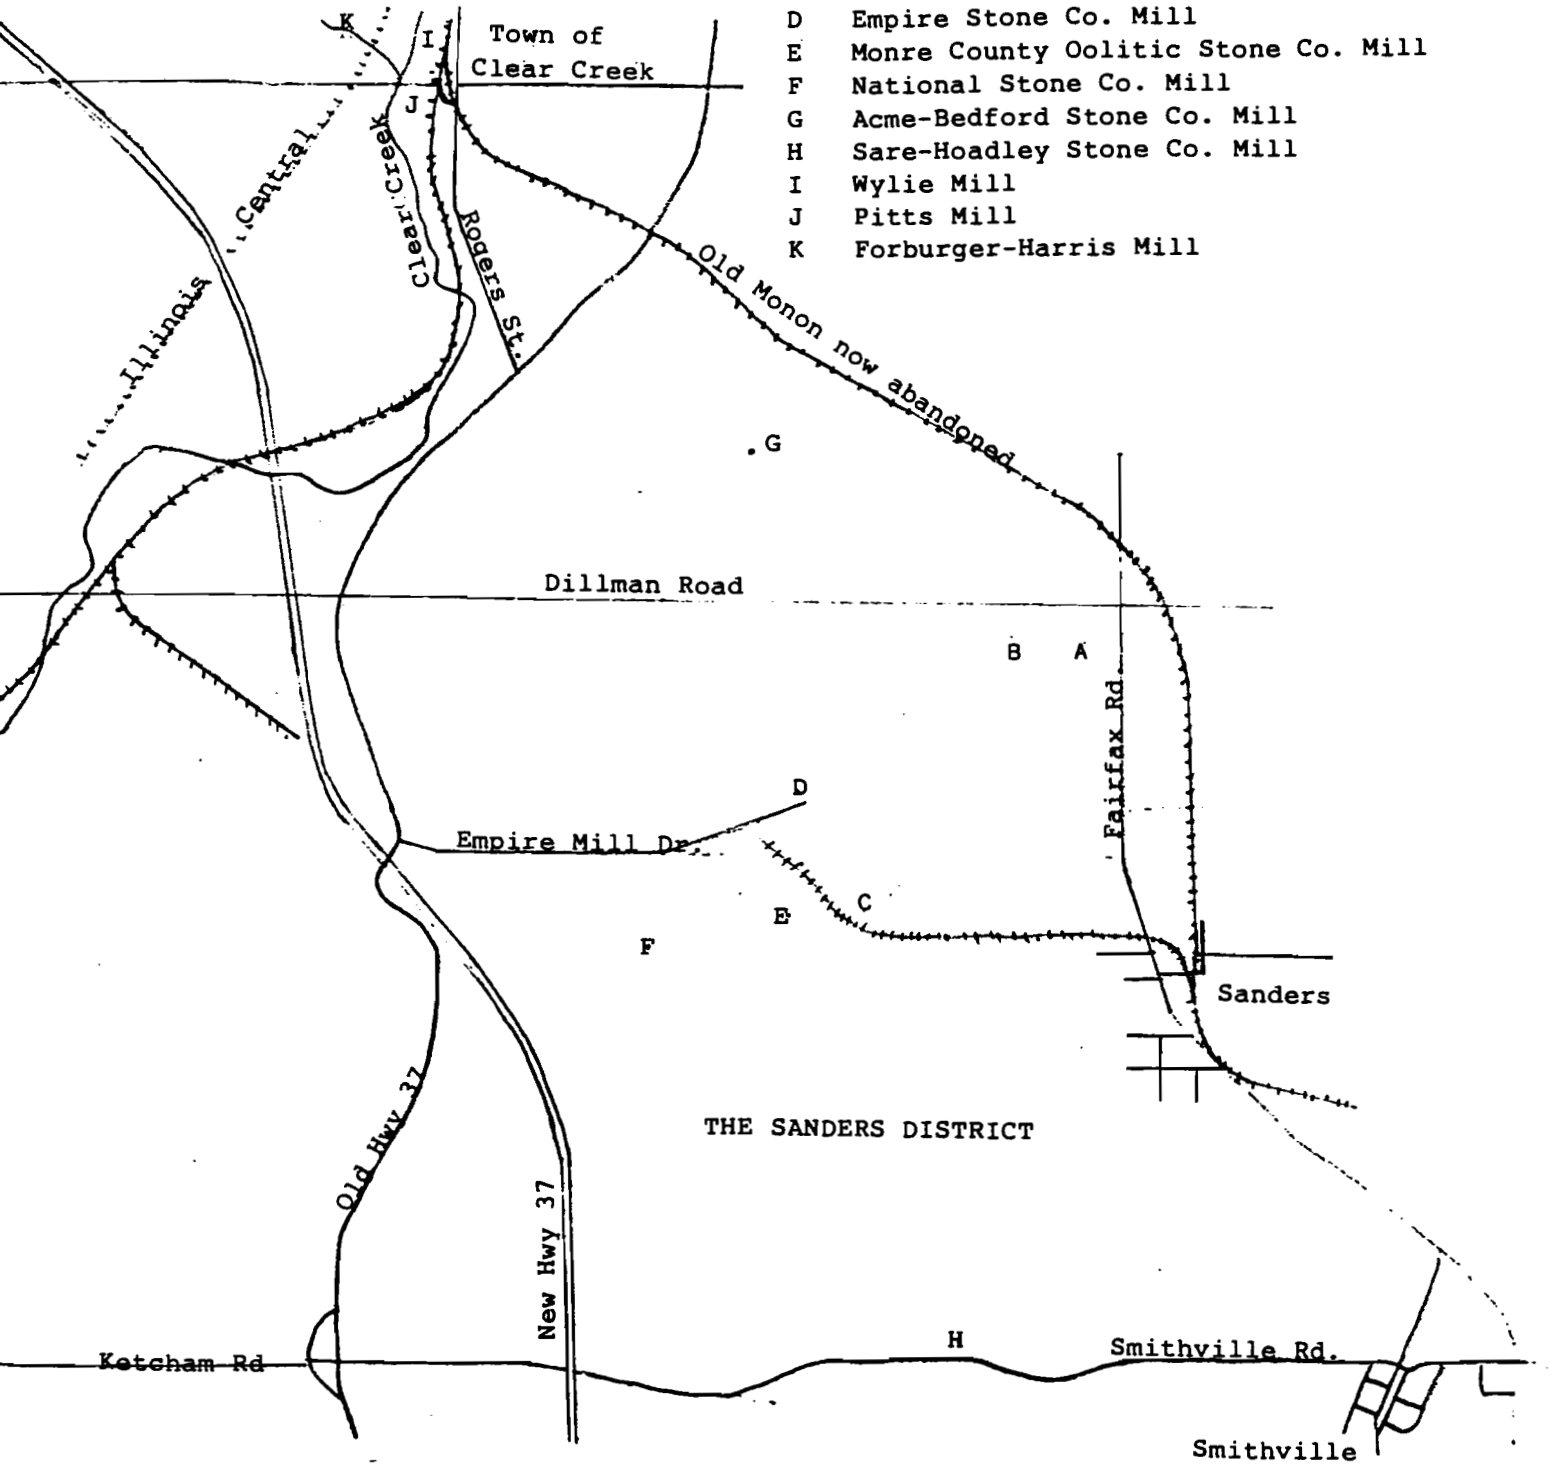 D Empire Stone Co. Mill
E Monre County Oolitic Stone Co. Mill
F National Stone Co. Mill
G Acme-Bedford Stone Co. Mill
H Sare-Hoadley Stone Co. Mill
I Wylie Mill
J Pitts Mill
K Forburger-Harris Mill
K
I
Town of
Clear Creek
J
Illinois Central
Clear Creek
Rogers St.
Old Monon now abandoned
G
Dillman Road
B A
Fairfax Rd.
D
Empire Mill Dr.
C
E
F
Sanders
Old Hwy 37
THE SANDERS DISTRICT
New Hwy 37
H
Ketcham Rd
Smithville Rd.
Smithville